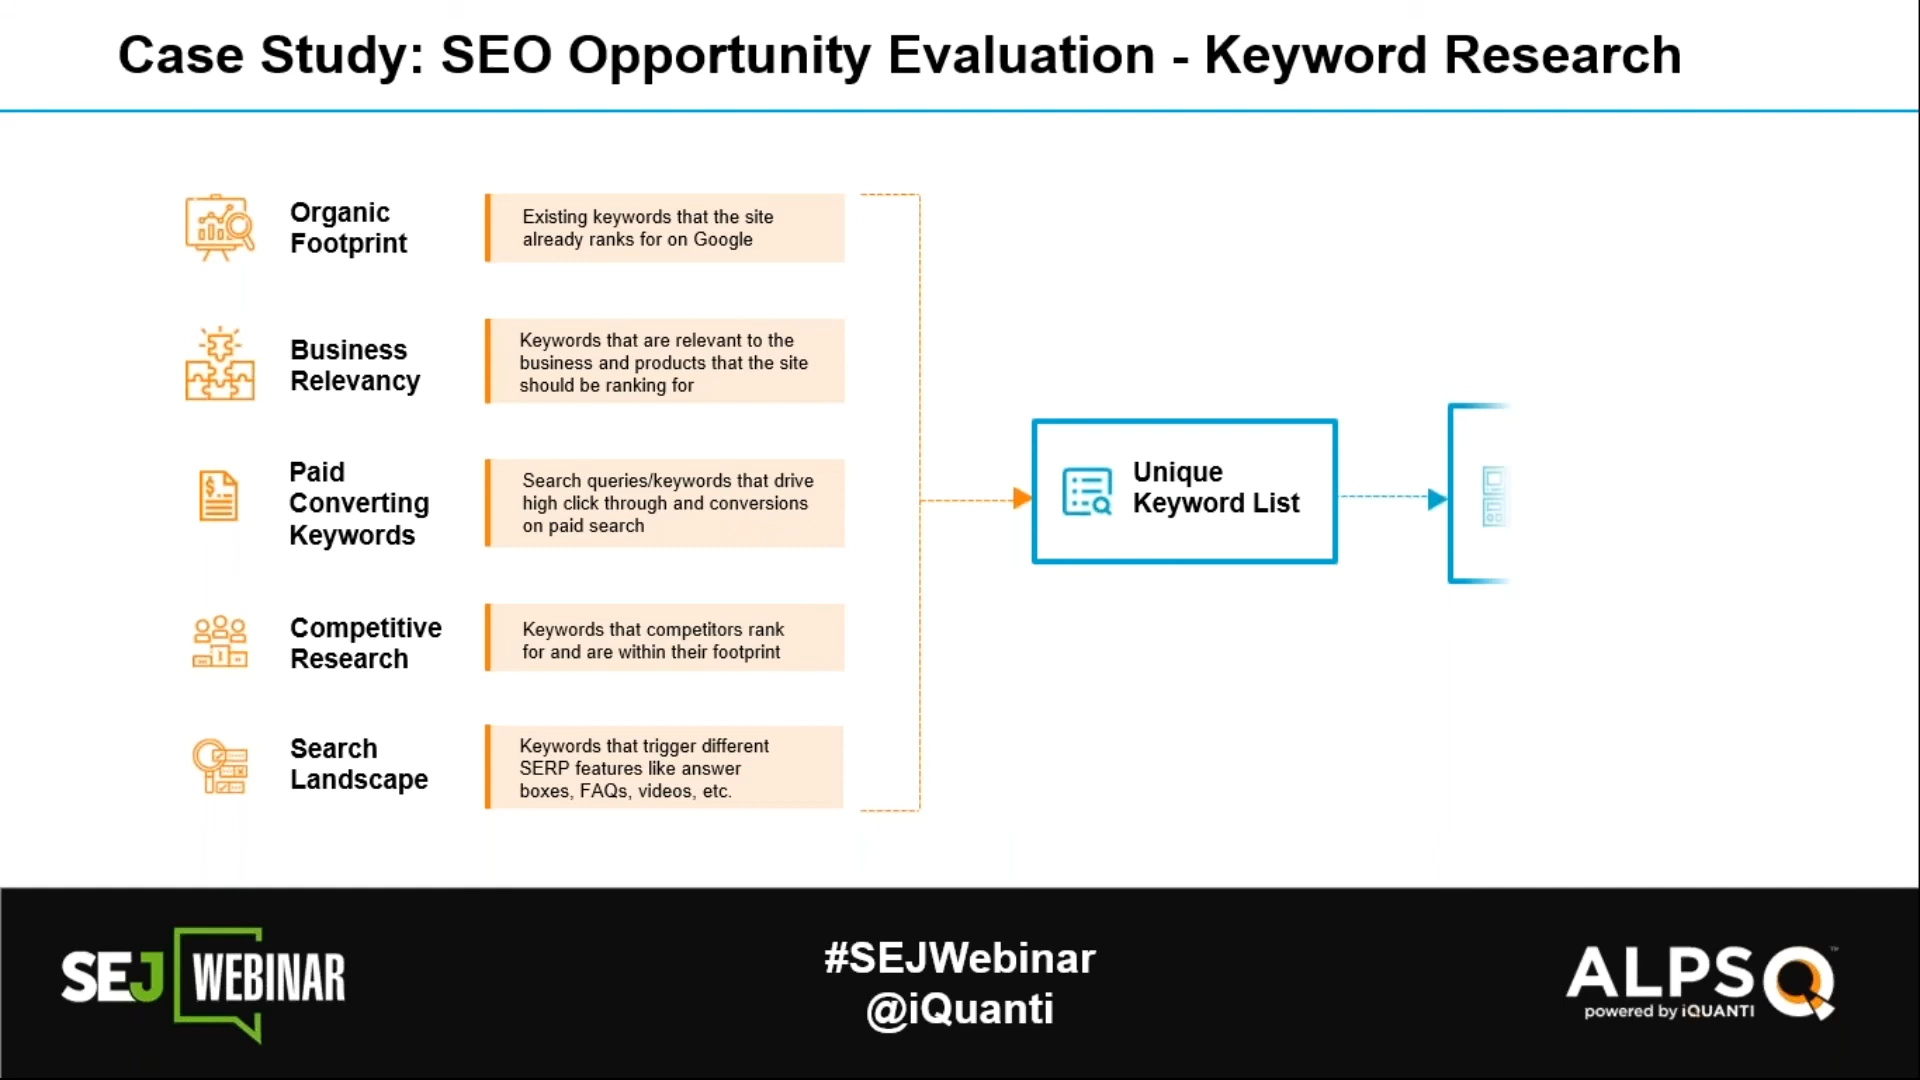 Case Study: SEO Opportunity Evaluation - Keyword Research
Organic
Footprint
Existing keywords that the site
already ranks for on Google
Business
Relevancy
Keywords that are relevant to the
business and products that the site
should be ranking for
Paid
Converting
Keywords
Search queries/keywords that drive
high click through and conversions
on paid search
Competitive
Research
Keywords that competitors rank
for and are within their footprint
Search
Landscape
Keywords that trigger different
SERP features like answer
boxes, FAQs, videos, etc.
Unique
Keyword List
SEJ WEBINAR
#SEJWebinar
@iQuanti
ALPS Q™
powered by iQUANTI